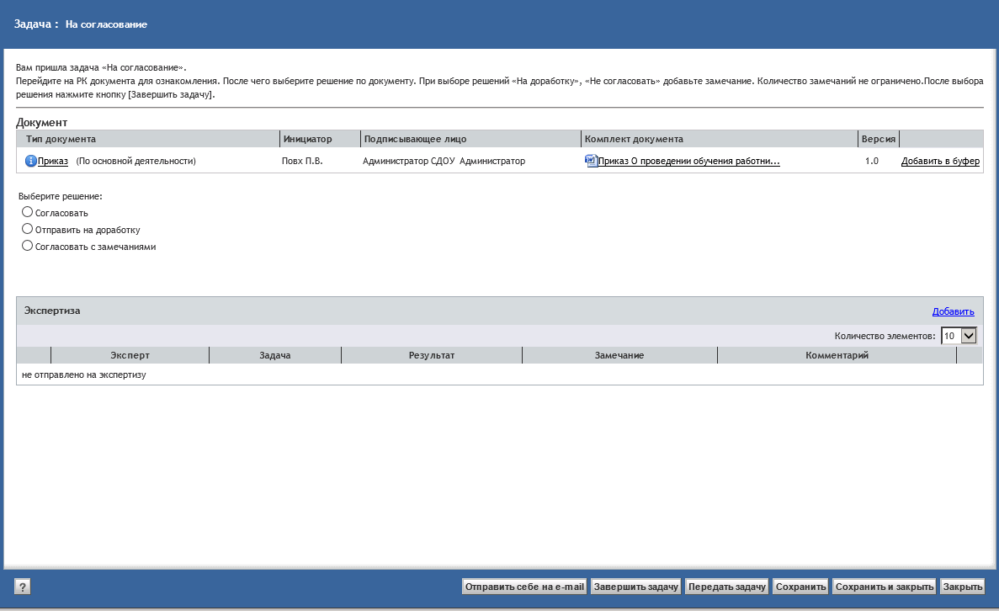 Задача : На согласование
Вам пришла задача «На согласование».
Перейдите на РК документа для ознакомления. После чего выберите решение по документу. При выборе решений «На доработку», «Не согласовать» добавьте замечание. Количество замечаний не ограничено.После выбора
решения нажмите кнопку [Завершить задачу].
Документ
Тип документа Инициатор Подписывающее лицо Комплект документа Версия
Приказ (По основной деятельности) Повх П.В. Администратор СДОУ Администратор Приказ О проведении обучения работни... 1.0 Добавить в буфер
Выберите решение:
Согласовать
Отправить на доработку
Согласовать с замечаниями
Экспертиза Добавить
Количество элементов: 10
Эксперт Задача Результат Замечание Комментарий
не отправлено на экспертизу
? Отправить себе на e-mail Завершить задачу Передать задачу Сохранить Сохранить и закрыть Закрыть